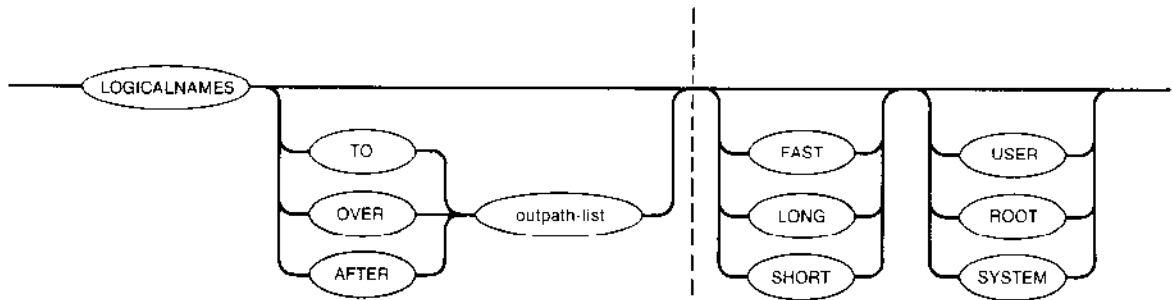 LOGICALNAMES
TO
OVER
AFTER
outpath-list
FAST
LONG
SHORT
USER
ROOT
SYSTEM